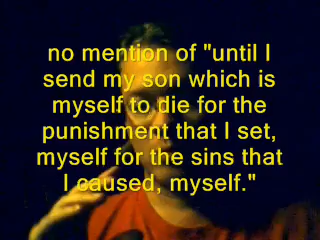 no mention of "until I
send my son which is
myself to die for the
punishment that I set,
myself for the sins that
I caused, myself."